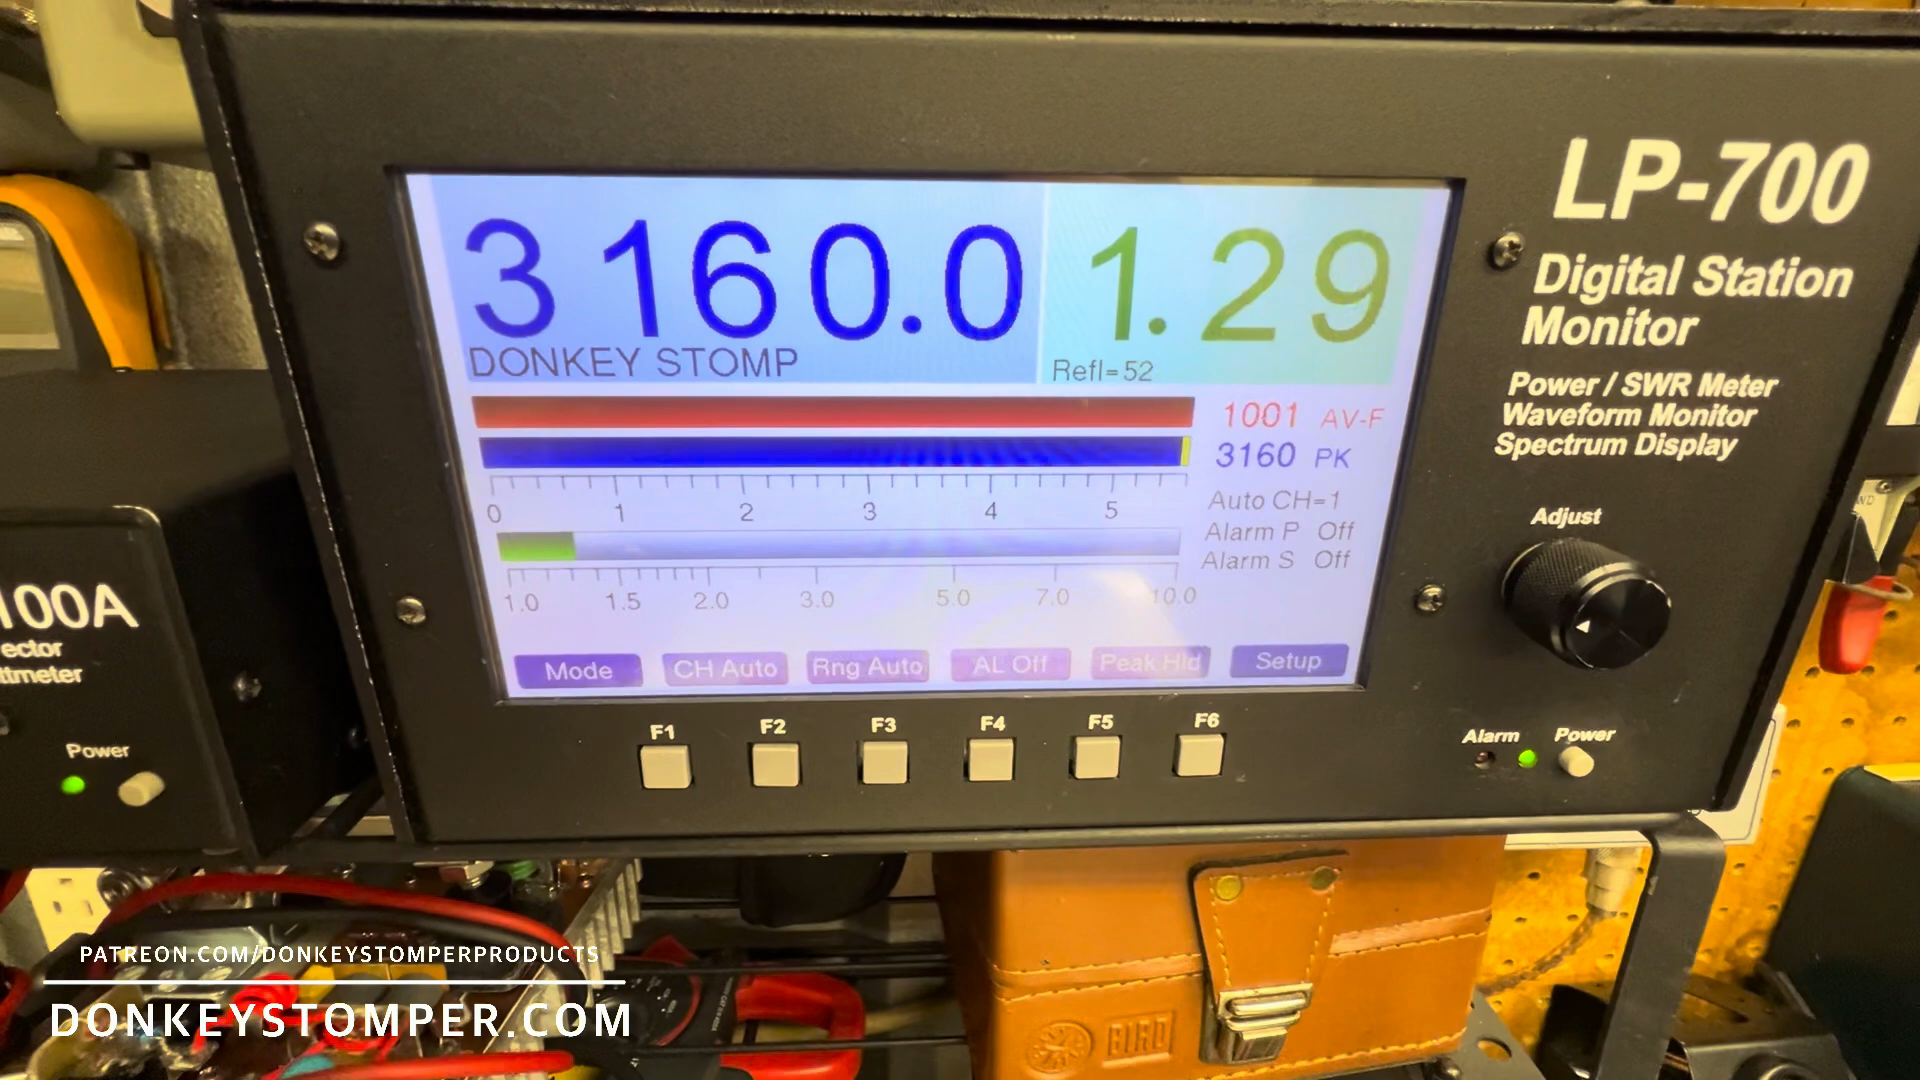 LP-700
Digital Station
Monitor
Power / SWR Meter
Waveform Monitor
Spectrum Display
3160.0
1.29
DONKEY STOMP
Refl=52
1001 AV-F
3160 PK
0 1 2 3 4 5
Auto CH=1
Alarm P Off
Alarm S Off
1.0 1.5 2.0 3.0 5.0 7.0 10.0
Mode CH Auto Rng Auto AL Off Peak Hld Setup
F1 F2 F3 F4 F5 F6
Adjust
Alarm Power
100A
ector
ttmeter
Power
BIRD
PATREON.COM/DONKEYSTOMPERPRODUCTS
DONKEYSTOMPER.COM